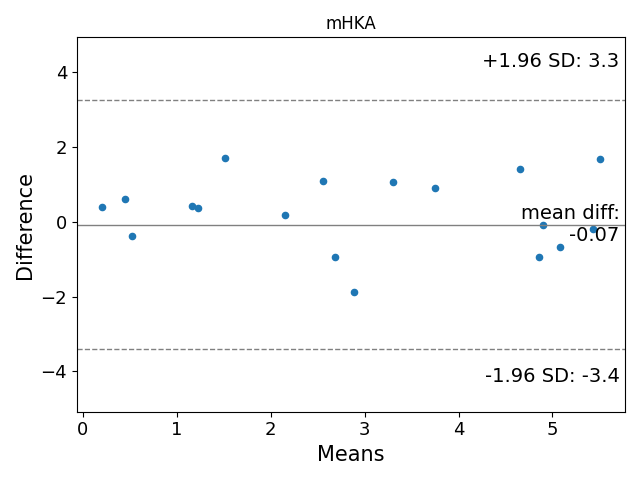 mHKA
+1.96 SD: 3.3
4
2
mean diff:
0
-0.07
−2
−4
-1.96 SD: -3.4
Difference
0 1 2 3 4 5
Means